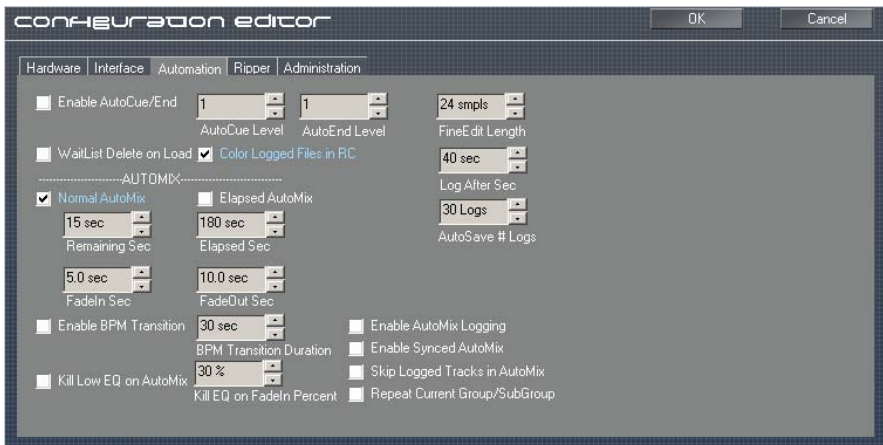 configuration editor
OK
Cancel
Hardware Interface Automation Ripper Administration
Enable AutoCue/End
1
AutoCue Level
1
AutoEnd Level
24 smpls
FineEdit Length
WaitList Delete on Load
Color Logged Files in RC
40 sec
Log After Sec
AUTOMIX
Normal AutoMix
Elapsed AutoMix
30 Logs
AutoSave # Logs
15 sec
Remaining Sec
180 sec
Elapsed Sec
5.0 sec
FadeIn Sec
10.0 sec
FadeOut Sec
Enable BPM Transition
30 sec
BPM Transition Duration
Enable AutoMix Logging
Enable Synced AutoMix
Kill Low EQ on AutoMix
30 %
Kill EQ on FadeIn Percent
Skip Logged Tracks in AutoMix
Repeat Current Group/SubGroup